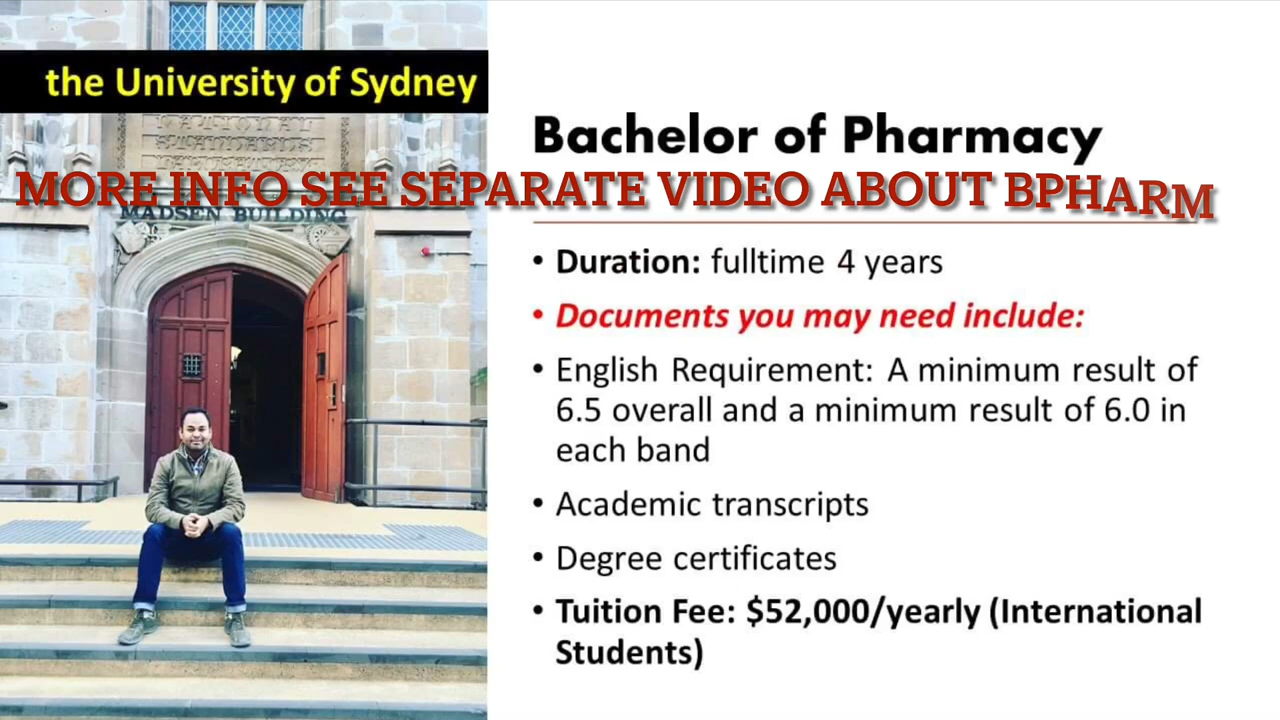 the University of Sydney
Bachelor of Pharmacy
MORE INFO SEE SEPARATE VIDEO ABOUT BPHARM
MADSEN BUILDING
• Duration: fulltime 4 years
• Documents you may need include:
• English Requirement: A minimum result of
6.5 overall and a minimum result of 6.0 in
each band
• Academic transcripts
• Degree certificates
• Tuition Fee: $52,000/yearly (International
Students)